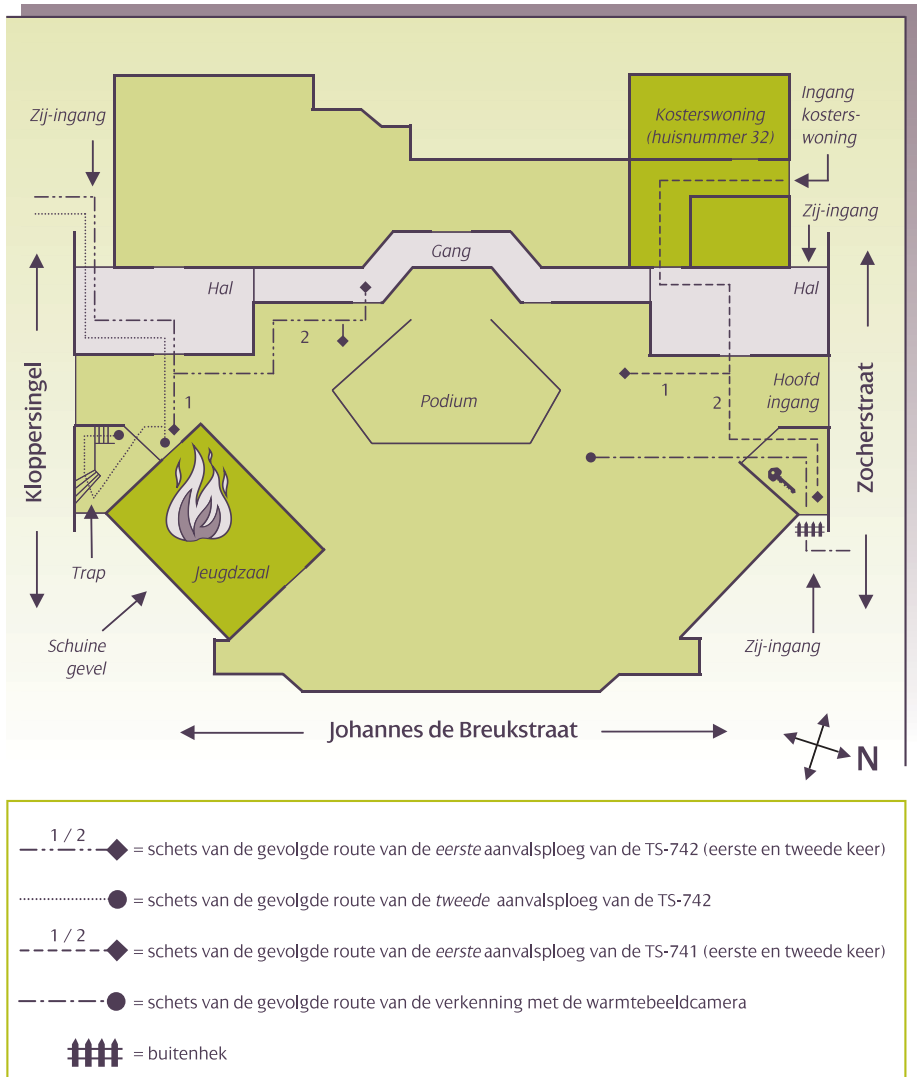 Zij-ingang
Kosterswoning
(huisnummer 32)
Ingang
kosters-
woning
Zij-ingang
Gang
Hal
Hal
2
1
1
2
Podium
Hoofd
ingang
Kloppersingel
Zocherstraat
Trap
Jeugdzaal
Schuine
gevel
Zij-ingang
Johannes de Breukstraat
N
1 / 2
= schets van de gevolgde route van de eerste aanvalsploeg van de TS-742 (eerste en tweede keer)
= schets van de gevolgde route van de tweede aanvalsploeg van de TS-742
1 / 2
= schets van de gevolgde route van de eerste aanvalsploeg van de TS-741 (eerste en tweede keer)
= schets van de gevolgde route van de verkenning met de warmtebeeldcamera
= buitenhek